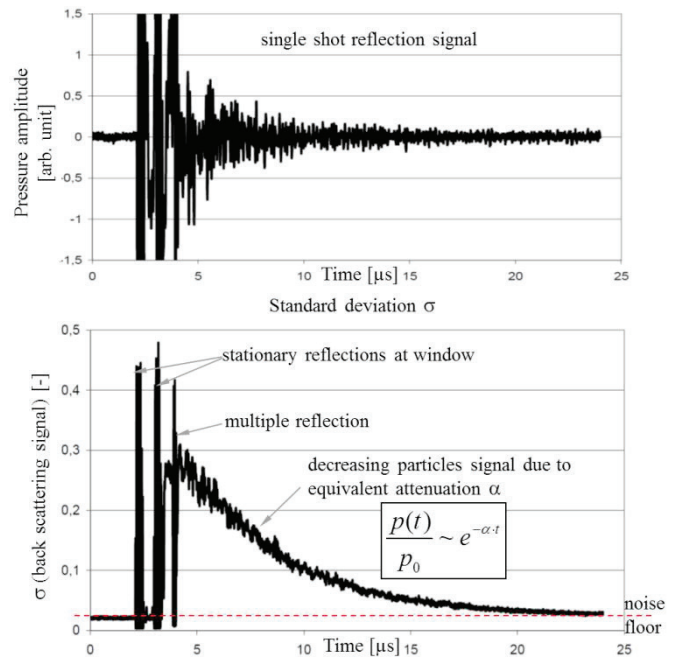 single shot reflection signal
Pressure amplitude
[arb. unit]
1,5
1
0,5
0
-0,5
-1
-1,5
0
5
10
15
20
25
Time [µs]
Standard deviation σ
σ (back scattering signal) [-]
0,5
0,4
0,3
0,2
0,1
0
stationary reflections at window
multiple reflection
decreasing particles signal due to
equivalent attenuation α
p(t)/p₀ ~ e^{-α·t}
noise
floor
0
5
10
15
20
25
Time [µs]